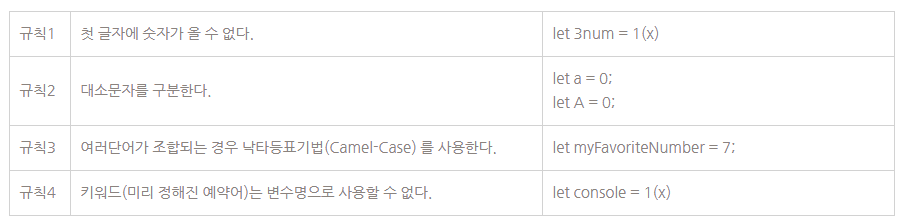 규칙1 첫 글자에 숫자가 올 수 없다. let 3num = 1(x)
규칙2 대소문자를 구분한다. let a = 0;
let A = 0;
규칙3 여러단어가 조합되는 경우 낙타등표기법(Camel-Case) 를 사용한다. let myFavoriteNumber = 7;
규칙4 키워드(미리 정해진 예약어)는 변수명으로 사용할 수 없다. let console = 1(x)